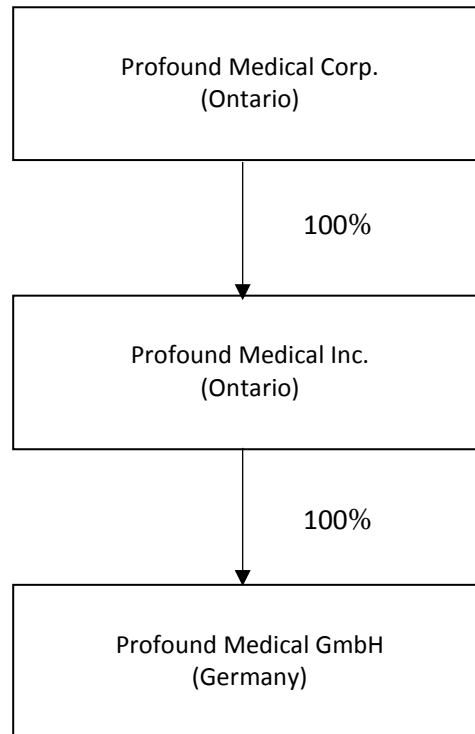 Profound Medical Corp.
(Ontario)
100%
Profound Medical Inc.
(Ontario)
100%
Profound Medical GmbH
(Germany)